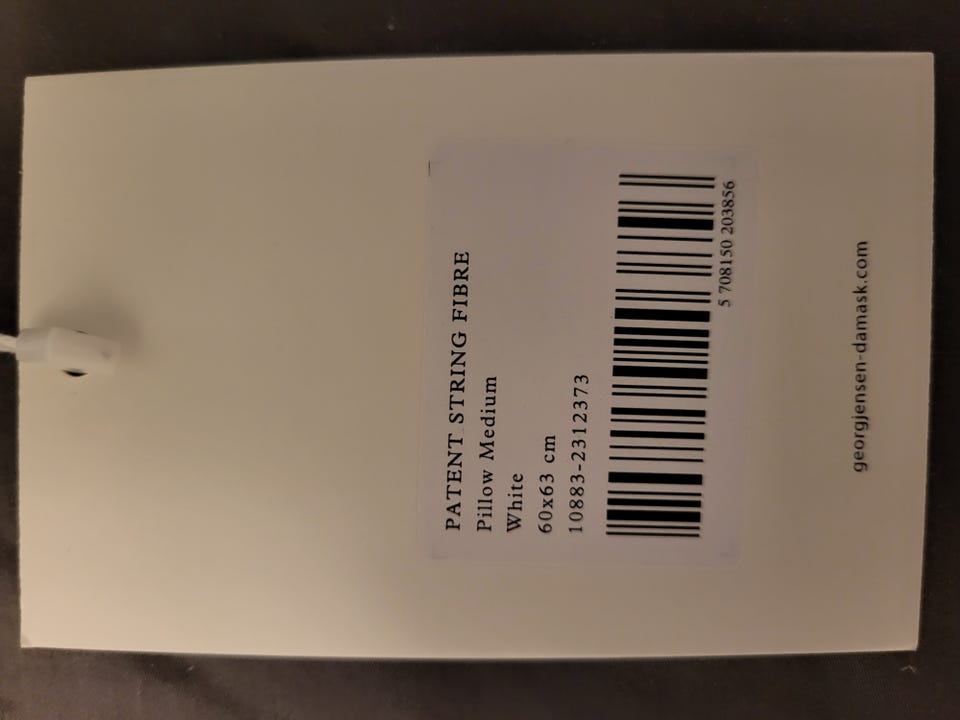 PATENT STRING FIBRE
Pillow Medium
White
60x63 cm
10883-2312373
5 708150 203856
georgjensen-damask.com